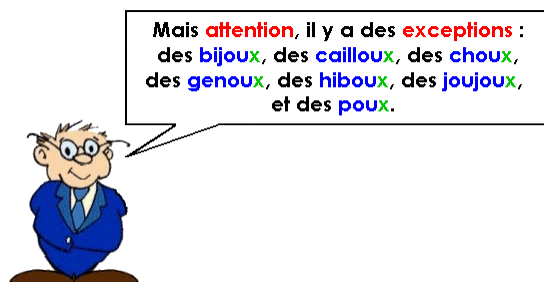 Mais attention, il y a des exceptions :
des bijoux, des cailloux, des choux,
des genoux, des hiboux, des joujoux,
et des poux.